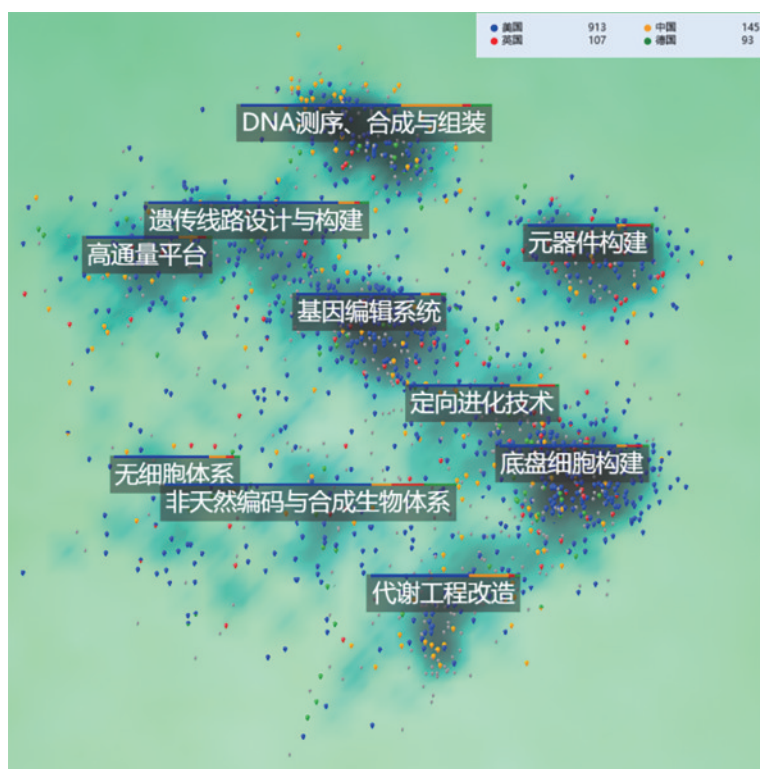 美国 913 中国 145
英国 107 德国 93
DNA测序、合成与组装
遗传线路设计与构建
高通量平台
元器件构建
基因编辑系统
定向进化技术
底盘细胞构建
无细胞体系
非天然编码与合成生物体系
代谢工程改造